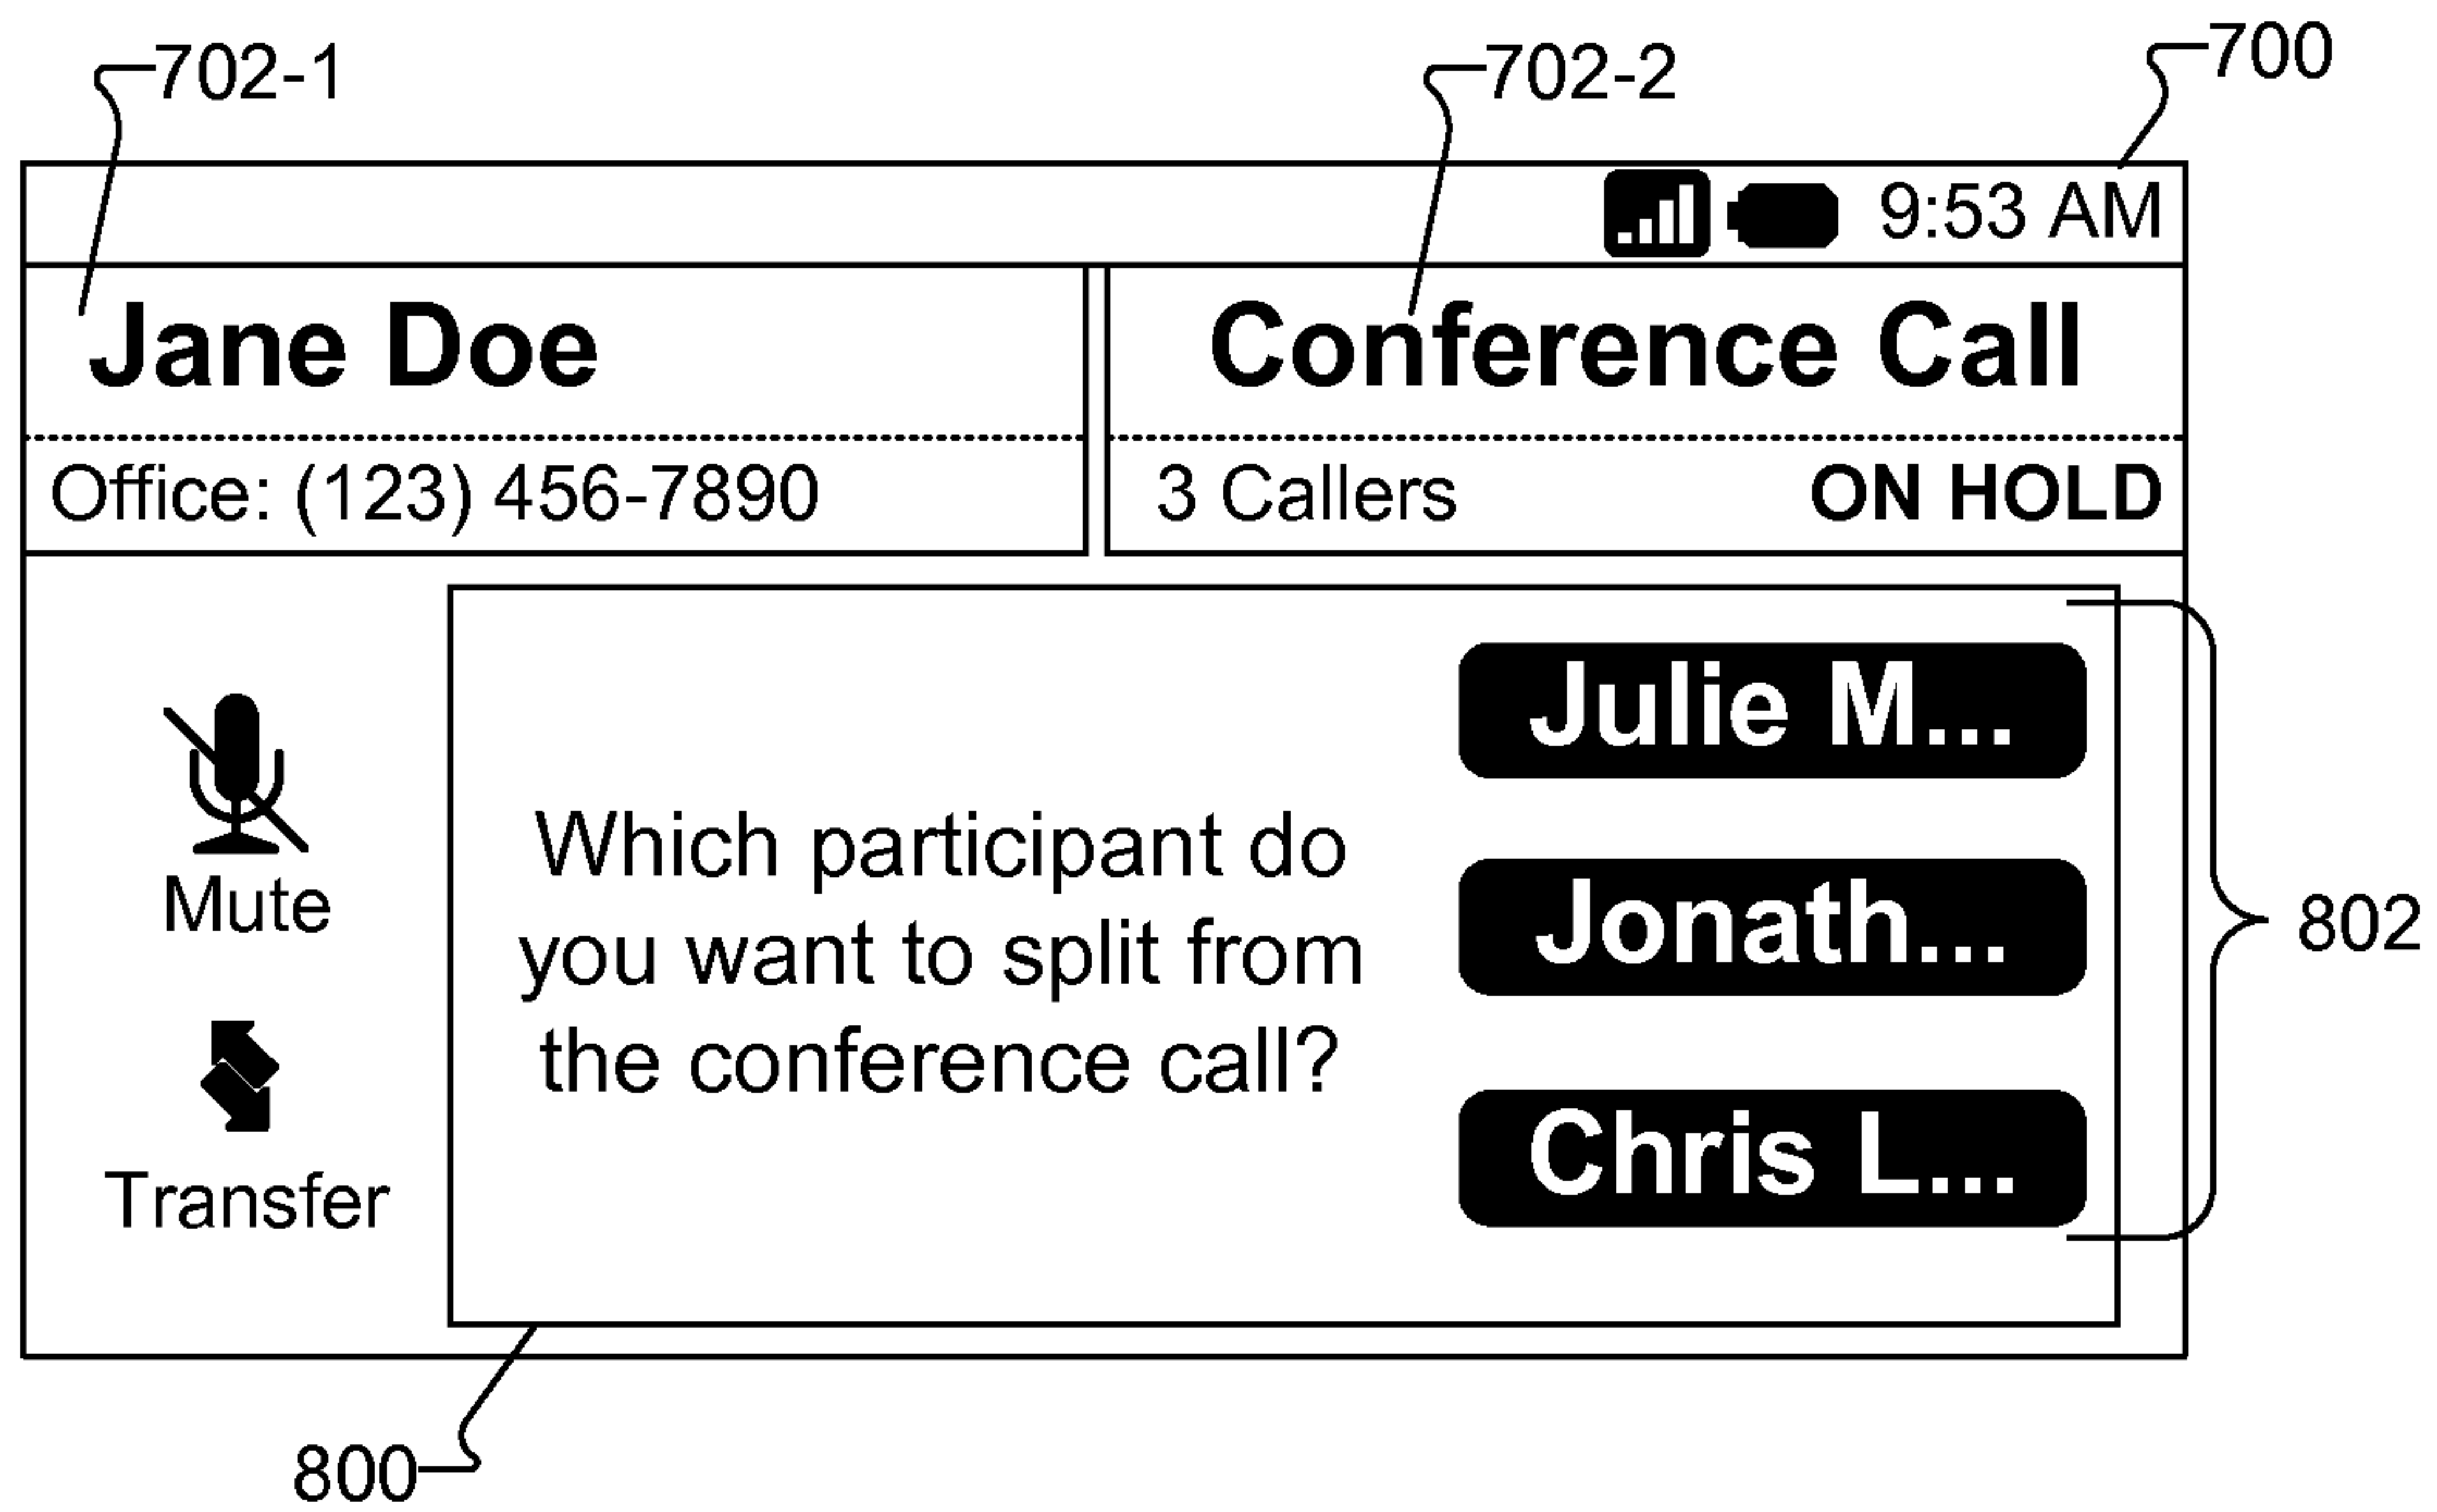 702-1
702-2
700
9:53 AM
Jane Doe
Conference Call
Office: (123) 456-7890
3 Callers
ON HOLD
Mute
Transfer
Which participant do
you want to split from
the conference call?
Julie M...
Jonath...
Chris L...
802
800